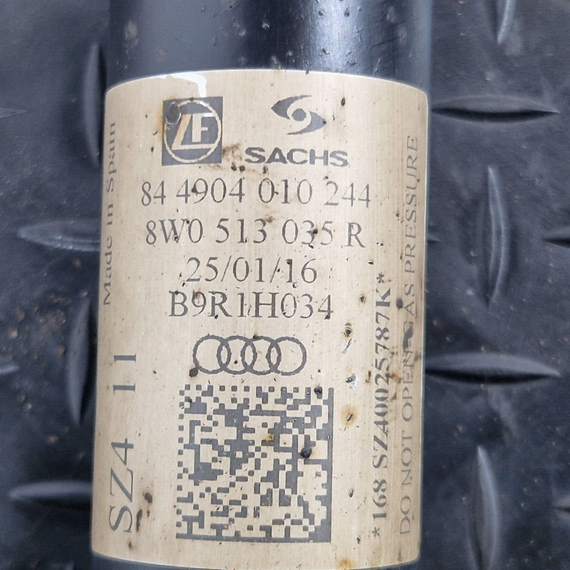 ZF
SACHS
84 4904 010 244
8W0 513 035 R
25/01/16
B9R1H034
Made in Spain
SZ4 11
*168 SZ40025787K*
DO NOT OPEN GAS PRESSURE